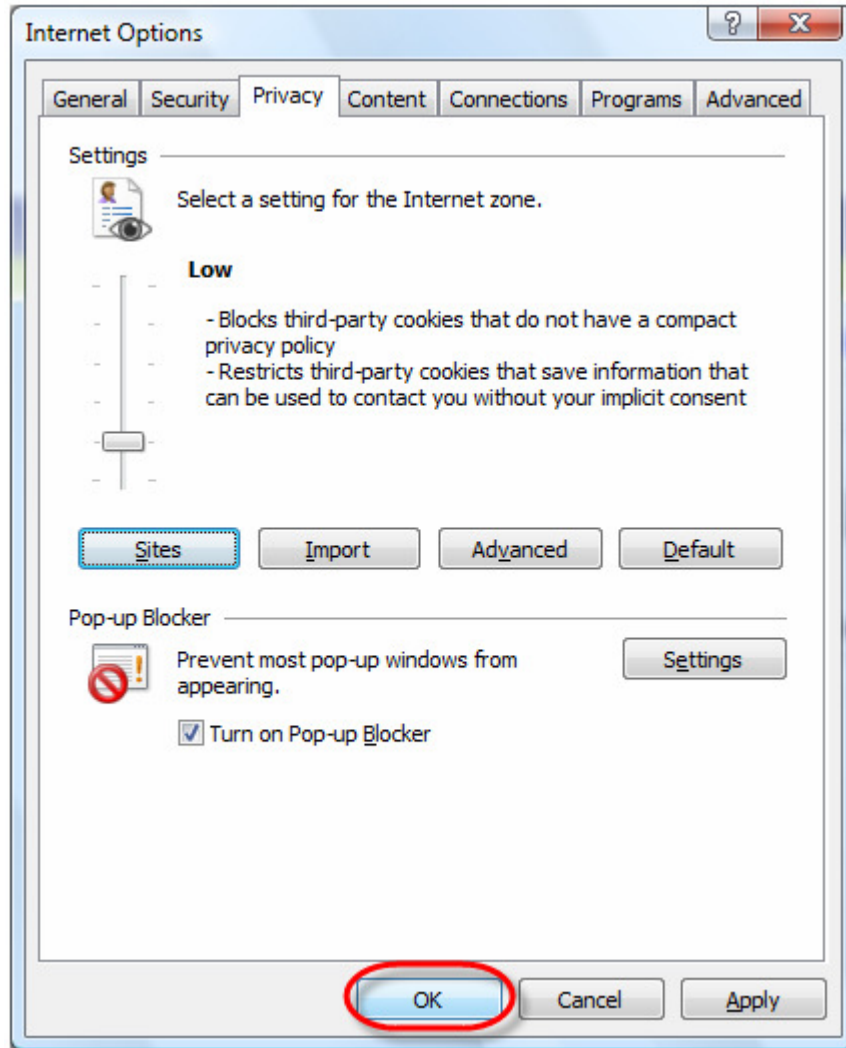 Internet Options
General Security Privacy Content Connections Programs Advanced
Settings
Select a setting for the Internet zone.
Low
- Blocks third-party cookies that do not have a compact
privacy policy
- Restricts third-party cookies that save information that
can be used to contact you without your implicit consent
Sites Import Advanced Default
Pop-up Blocker
Prevent most pop-up windows from
appearing.
Settings
Turn on Pop-up Blocker
OK Cancel Apply